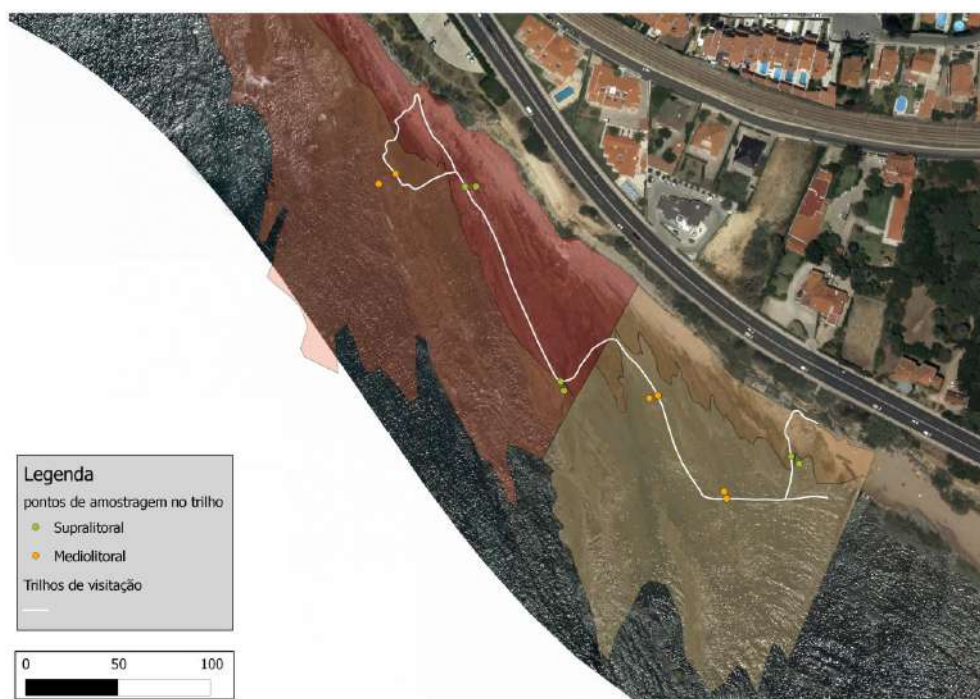 Legenda
pontos de amostragem no trilho
Supralitoral
Mediolitoral
Trilhos de visitação
0 50 100